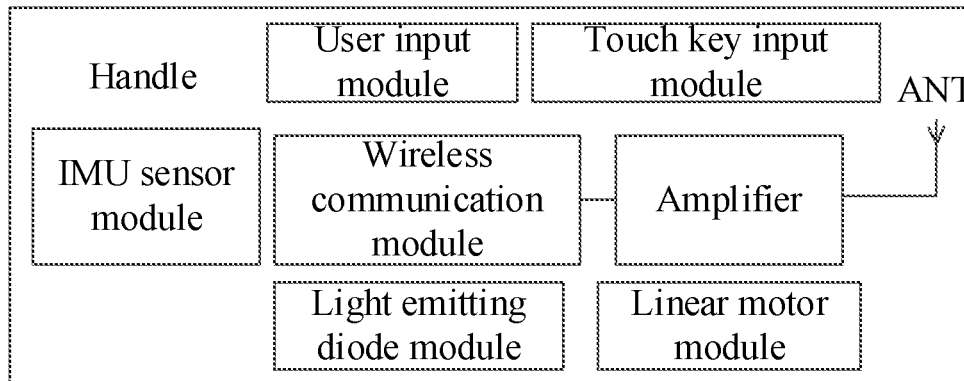 Handle
User input
module
Touch key input
module
ANT
IMU sensor
module
Wireless
communication
module
Amplifier
Light emitting
diode module
Linear motor
module